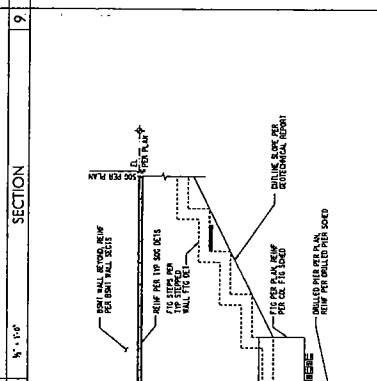 SECTION
9.
½" = 1'-0"
BSMT WALL BEYOND, REINF
PER BSMT WALL SECTS
SOG PER PLAN
EL
PER PLAN
REINF PER TYP SOG DETS
FTG STEPS PER
TYP STEPPED
WALL FTG DET
CUTLINE SLOPE PER
GEOTECHNICAL REPORT
FTG PER PLAN, REINF
PER COL FTG SCHED
DRILLED PIER PER PLAN,
REINF PER DRILLED PIER SCHED